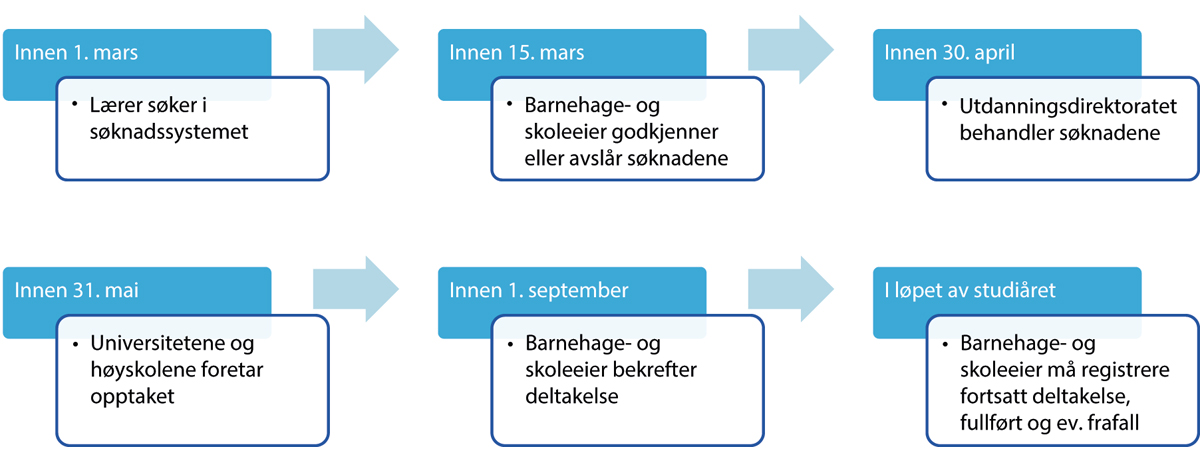 Innen 1. mars
• Lærer søker i
søknadssystemet
Innen 15. mars
• Barnehage- og
skoleeier godkjenner
eller avslår søknadene
Innen 30. april
• Utdanningsdirektoratet
behandler søknadene
Innen 31. mai
• Universitetene og
høyskolene foretar
opptaket
Innen 1. september
• Barnehage- og
skoleeier bekrefter
deltakelse
I løpet av studiåret
• Barnehage- og
skoleeier må registrere
fortsatt deltakelse,
fullført og ev. frafall